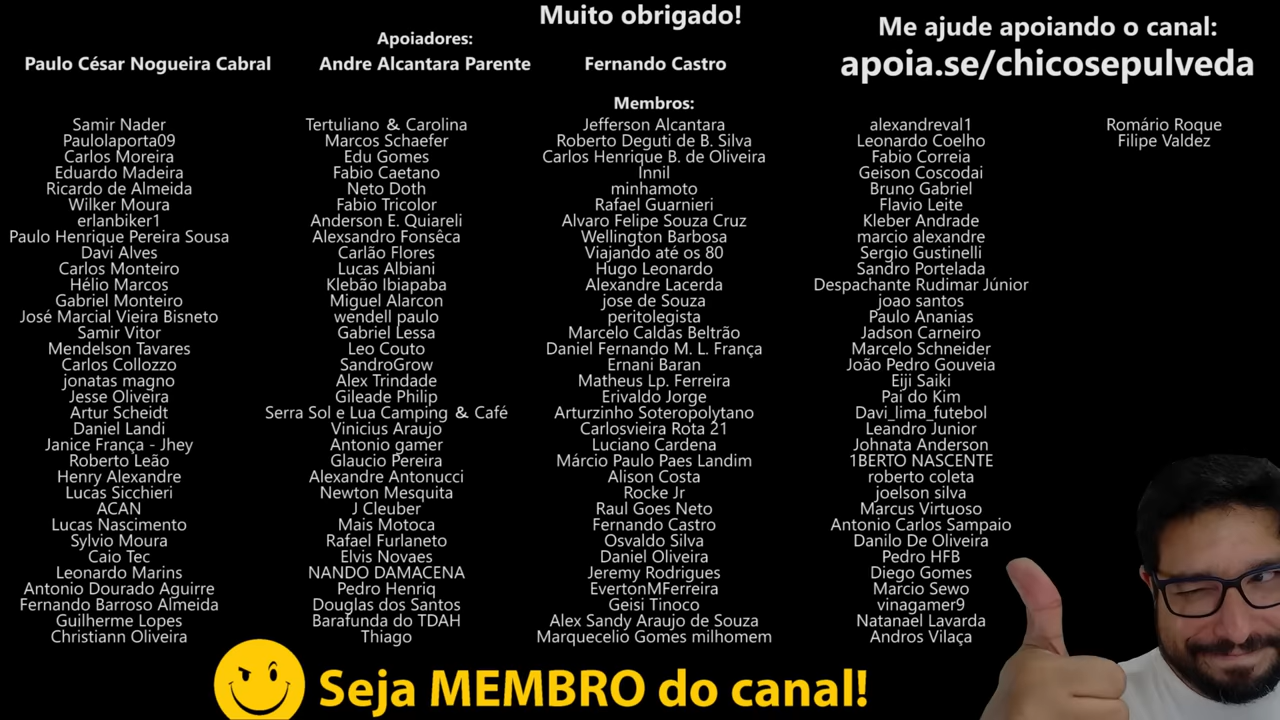 Muito obrigado!
Apoiadores:
Paulo César Nogueira Cabral
Andre Alcantara Parente
Fernando Castro
Me ajude apoiando o canal:
apoia.se/chicosepulveda
Membros:
Samir Nader
Paulolaporta09
Carlos Moreira
Eduardo Madeira
Ricardo de Almeida
Wilker Moura
erlanbiker1
Paulo Henrique Pereira Sousa
Davi Alves
Carlos Monteiro
Hélio Marcos
Gabriel Monteiro
José Marcial Vieira Bisneto
Samir Vitor
Mendelson Tavares
Carlos Collozzo
jonatas magno
Jesse Oliveira
Artur Scheidt
Daniel Landi
Janice França - Jhey
Roberto Leão
Henry Alexandre
Lucas Sicchieri
ACAN
Lucas Nascimento
Sylvio Moura
Caio Tec
Leonardo Marins
Antonio Dourado Aguirre
Fernando Barroso Almeida
Guilherme Lopes
Christiann Oliveira
Tertuliano & Carolina
Marcos Schaefer
Edu Gomes
Fabio Caetano
Neto Doth
Fabio Tricolor
Anderson E. Quiareli
Alexsandro Fonsêca
Carlão Flores
Lucas Albiani
Klebão Ibiapaba
Miguel Alarcon
wendell paulo
Gabriel Lessa
Leo Couto
SandroGrow
Alex Trindade
Gileade Philip
Serra Sol e Lua Camping & Café
Vinicius Araujo
Antonio gamer
Glaucio Pereira
Alexandre Antonucci
Newton Mesquita
J Cleuber
Mais Motoca
Rafael Furlaneto
Elvis Novaes
NANDO DAMACENA
Pedro Henriq
Douglas dos Santos
Barafunda do TDAH
Thiago
Jefferson Alcantara
Roberto Deguti de B. Silva
Carlos Henrique B. de Oliveira
Innil
minhamoto
Rafael Guarnieri
Alvaro Felipe Souza Cruz
Wellington Barbosa
Viajando até os 80
Hugo Leonardo
Alexandre Lacerda
jose de Souza
peritolegista
Marcelo Caldas Beltrão
Daniel Fernando M. L. França
Ernani Baran
Matheus Lp. Ferreira
Erivaldo Jorge
Arturzinho Soteropolytano
Carlosvieira Rota 21
Luciano Cardena
Márcio Paulo Paes Landim
Alison Costa
Rocke Jr
Raul Goes Neto
Fernando Castro
Osvaldo Silva
Daniel Oliveira
Jeremy Rodrigues
EvertonMFerreira
Geisi Tinoco
Alex Sandy Araujo de Souza
Marquecelio Gomes milhomem
alexandreval1
Leonardo Coelho
Fabio Correia
Geison Coscodai
Bruno Gabriel
Flavio Leite
Kleber Andrade
marcio alexandre
Sergio Gustinelli
Sandro Portelada
Despachante Rudimar Júnior
joao santos
Paulo Ananias
Jadson Carneiro
Marcelo Schneider
João Pedro Gouveia
Eiji Saiki
Pai do Kim
Davi_lima_futebol
Leandro Junior
Johnata Anderson
1BERTO NASCENTE
roberto coleta
joelson silva
Marcus Virtuoso
Antonio Carlos Sampaio
Danilo De Oliveira
Pedro HFB
Diego Gomes
Marcio Sewo
vinagamer9
Natanael Lavarda
Andros Vilaça
Romário Roque
Filipe Valdez
Seja MEMBRO do canal!